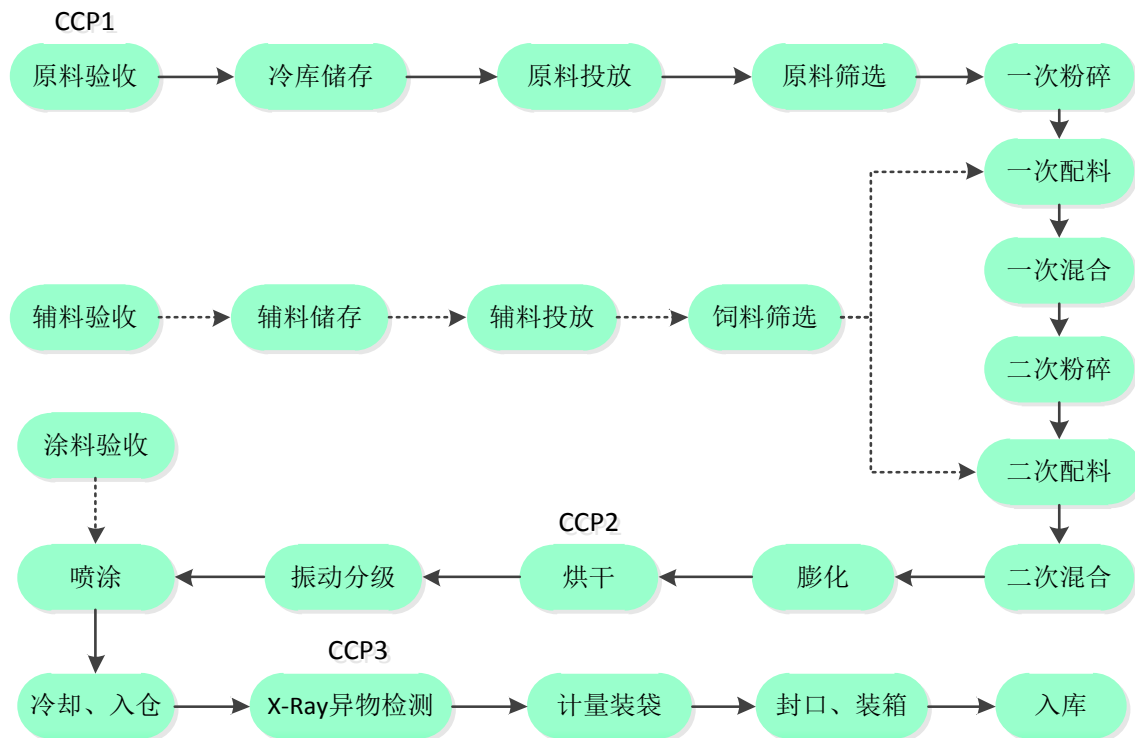 CCP1
原料验收
冷库储存
原料投放
原料筛选
一次粉碎
一次配料
一次混合
辅料验收
辅料储存
辅料投放
饲料筛选
二次粉碎
涂料验收
二次配料
CCP2
喷涂
振动分级
烘干
膨化
二次混合
CCP3
冷却、入仓
X-Ray异物检测
计量装袋
封口、装箱
入库